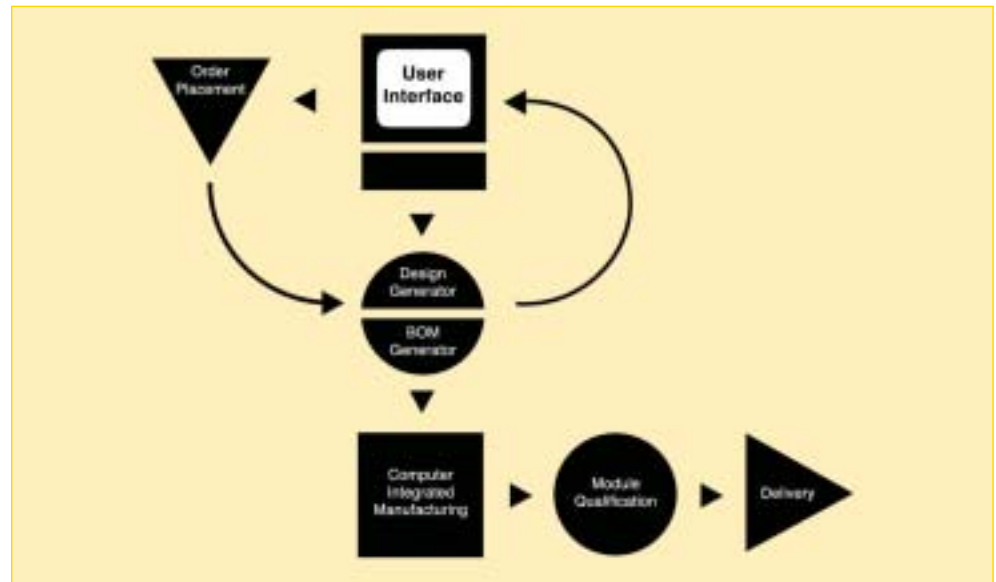 Order
Placement
User
Interface
Design
Generator
BOM
Generator
Computer
Integrated
Manufacturing
Module
Qualification
Delivery